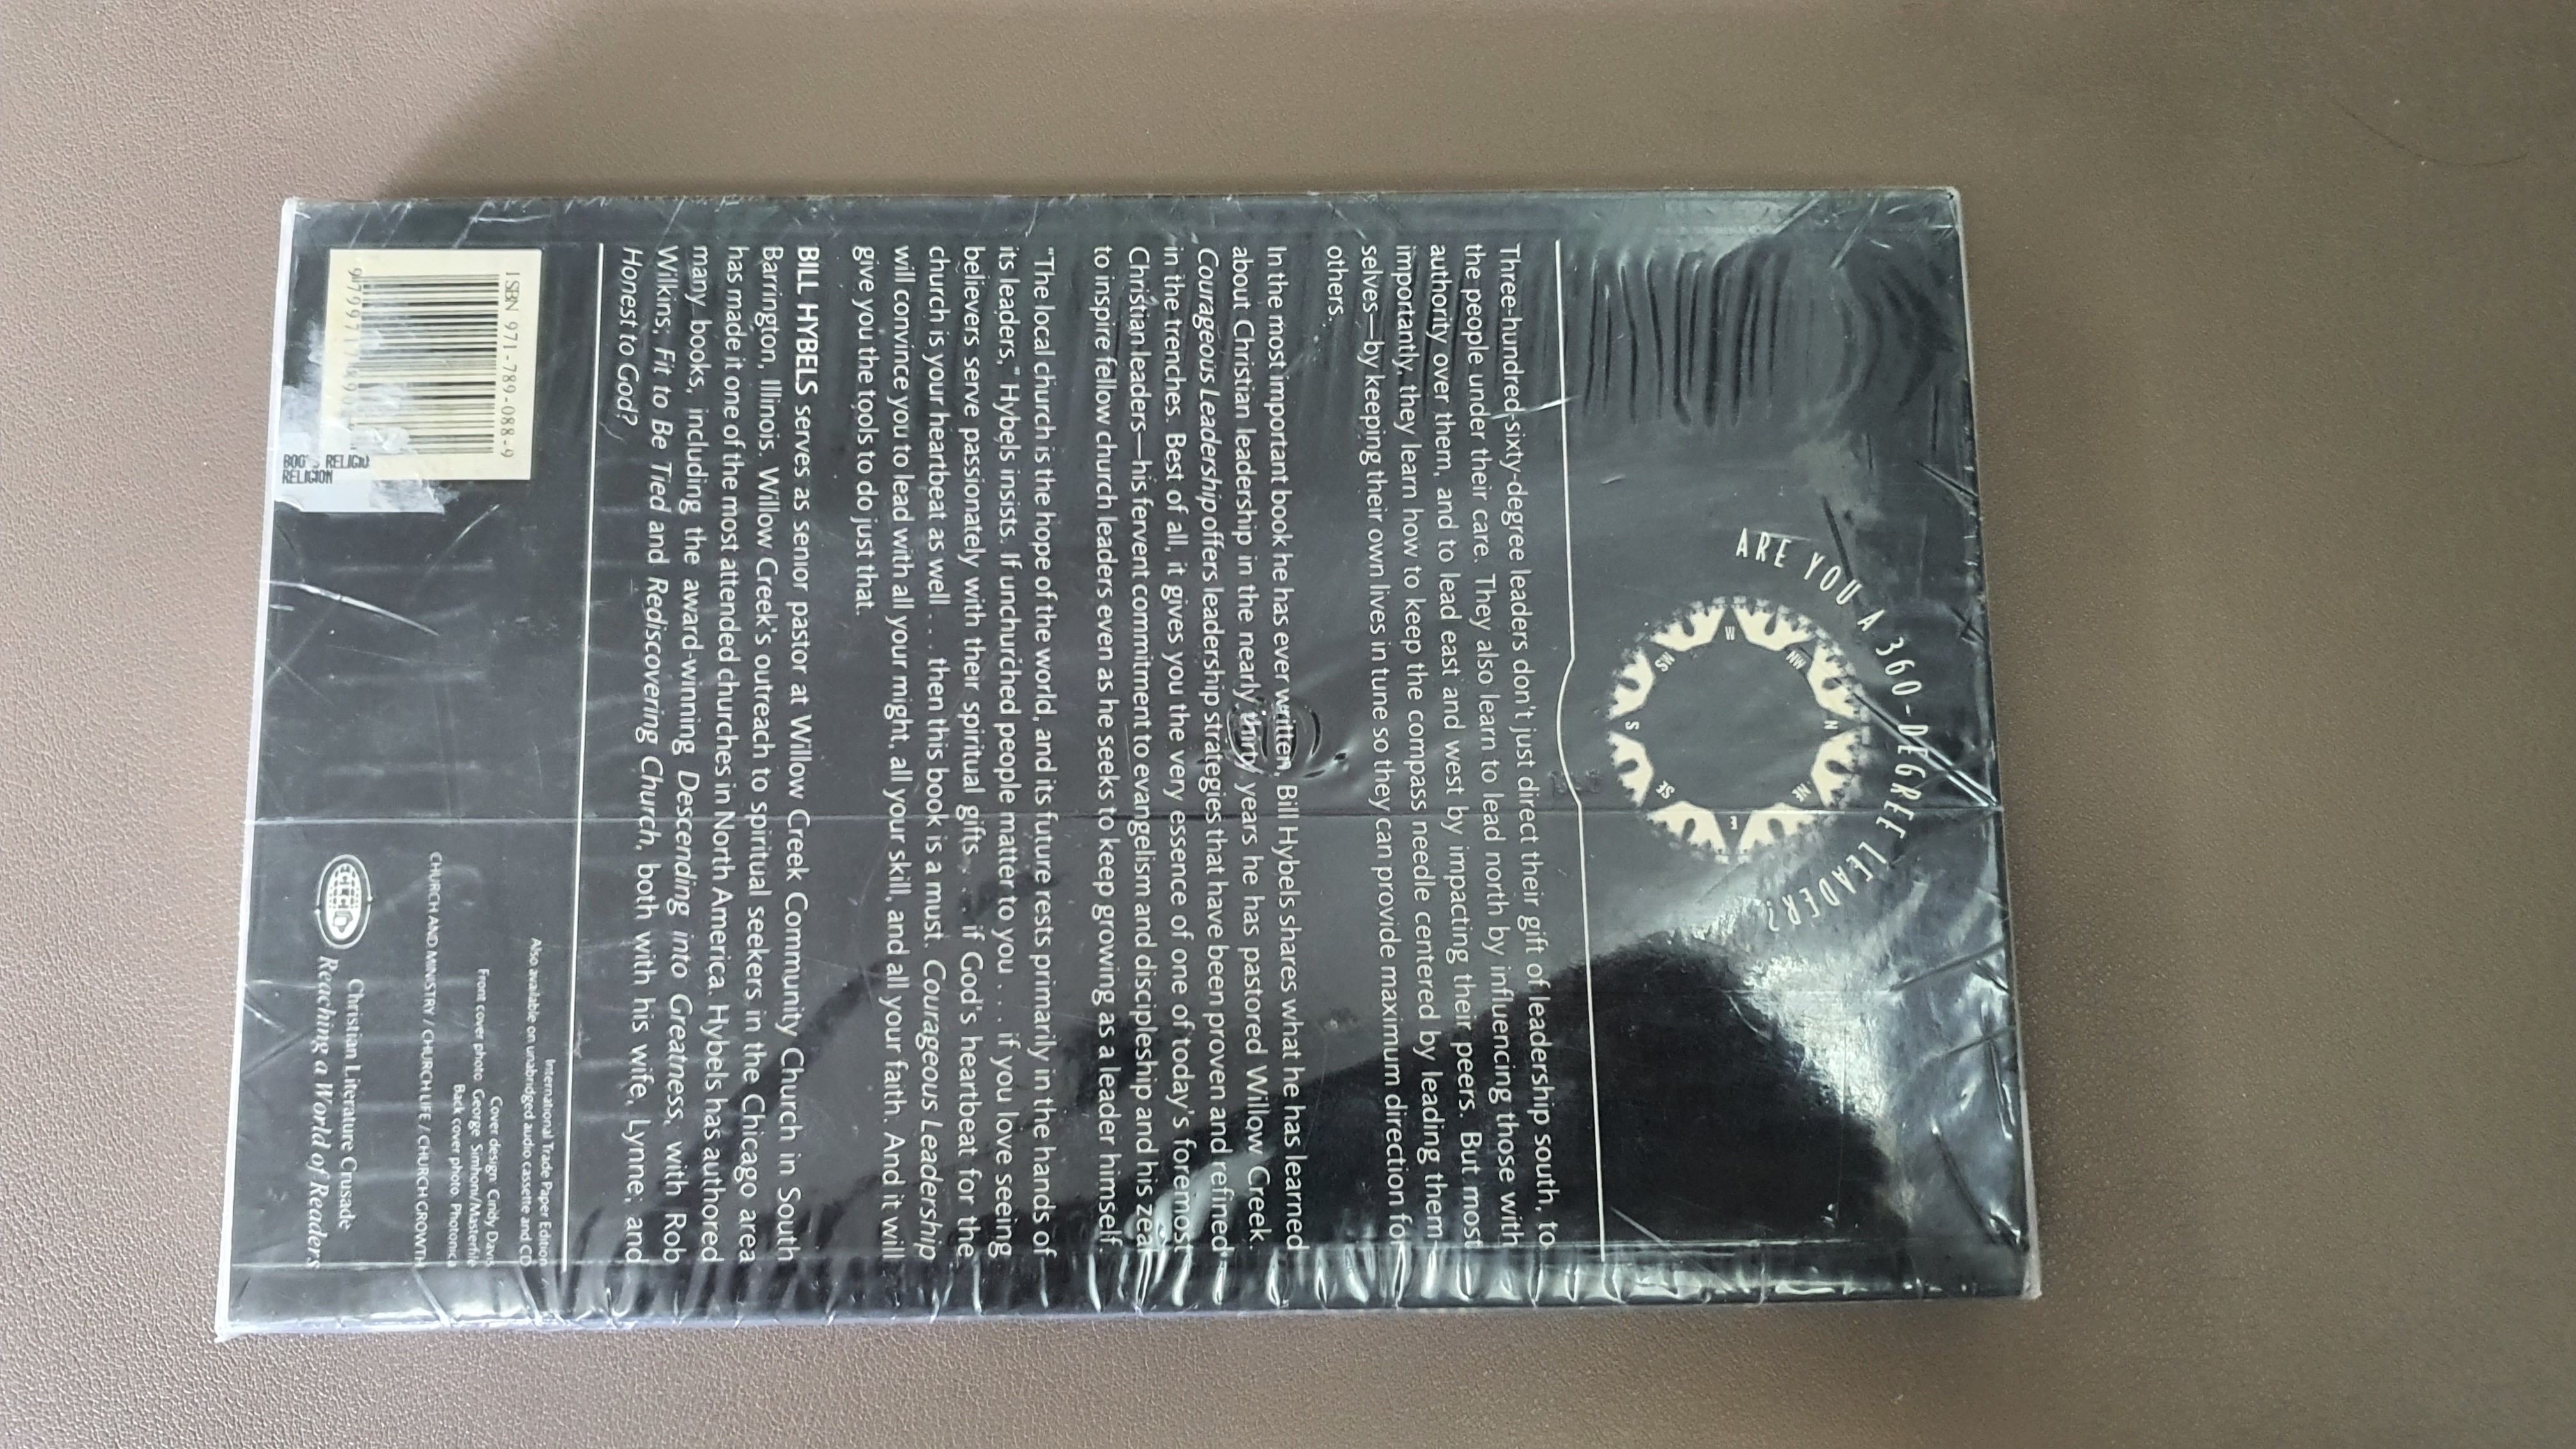 ARE YOU A 360-DEGREE LEADER?
N
NE
E
SE
S
SW
W
NW
Three-hundred-sixty-degree leaders don't just direct their gift of leadership south, to
the people under their care. They also learn to lead north by influencing those with
authority over them, and to lead east and west by impacting their peers. But most
importantly, they learn how to keep the compass needle centered by leading them-
selves—by keeping their own lives in tune so they can provide maximum direction for
others.
In the most important book he has ever written, Bill Hybels shares what he has learned
about Christian leadership in the nearly thirty years he has pastored Willow Creek.
Courageous Leadership offers leadership strategies that have been proven and refined
in the trenches. Best of all, it gives you the very essence of one of today's foremost
Christian leaders—his fervent commitment to evangelism and discipleship and his zeal
to inspire fellow church leaders even as he seeks to keep growing as a leader himself.
"The local church is the hope of the world, and its future rests primarily in the hands of
its leaders," Hybels insists. If unchurched people matter to you . . . if you love seeing
believers serve passionately with their spiritual gifts . . . if God's heartbeat for the
church is your heartbeat as well . . . then this book is a must. Courageous Leadership
will convince you to lead with all your might, all your skill, and all your faith. And it will
give you the tools to do just that.
BILL HYBELS serves as senior pastor at Willow Creek Community Church in South
Barrington, Illinois. Willow Creek's outreach to spiritual seekers in the Chicago area
has made it one of the most attended churches in North America. Hybels has authored
many books, including the award-winning Descending into Greatness, with Rob
Wilkins; Fit to Be Tied and Rediscovering Church, both with his wife, Lynne; and
Honest to God?
International Trade Paper Edition
Also available on unabridged audio cassette and CD
Cover design: Cindy Davis
Front cover photo: George Simhoni/Masterfile
Back cover photo: Photonica
CHURCH AND MINISTRY / CHURCH LIFE / CHURCH GROWTH
CLC
Christian Literature Crusade
Reaching a World of Readers
ISBN 971-789-088-9
RELIGION